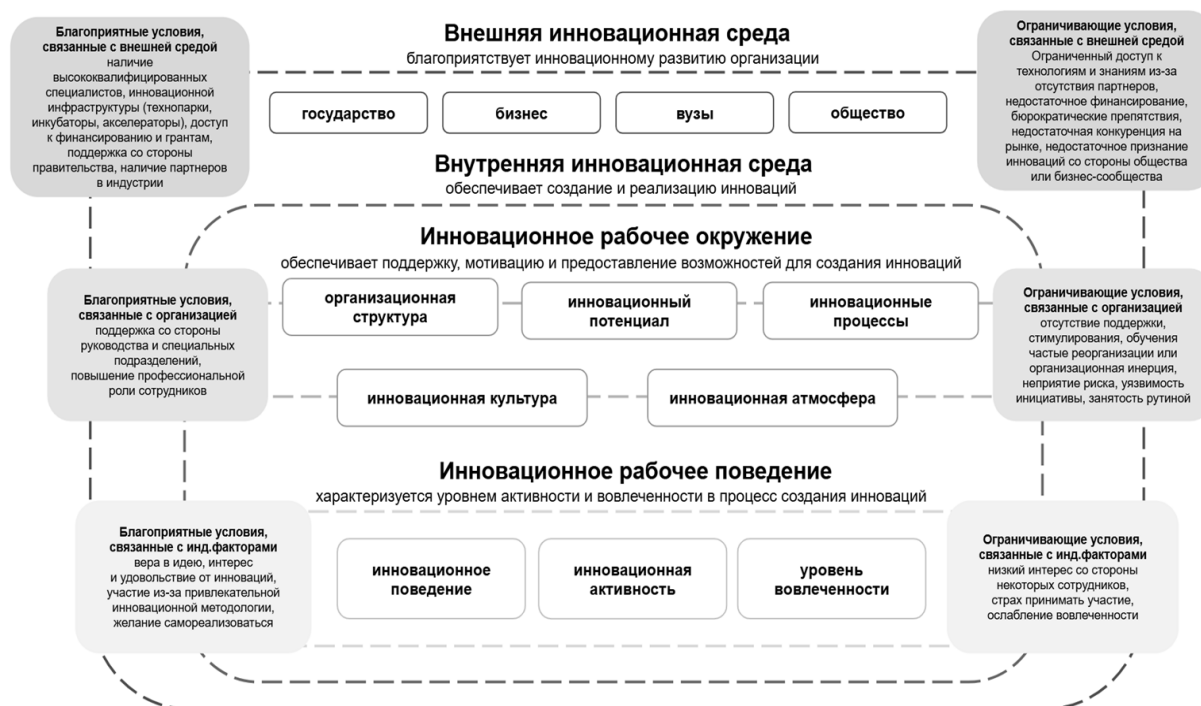 Благоприятные условия,
связанные с внешней средой
наличие
высококвалифицированных
специалистов, инновационной
инфраструктуры (технопарки,
инкубаторы, акселераторы), доступ
к финансированию и грантам,
поддержка со стороны
правительства, наличие партнеров
в индустрии
Внешняя инновационная среда
благоприятствует инновационному развитию организации
государство
бизнес
вузы
общество
Ограничивающие условия,
связанные с внешней средой
Ограниченный доступ к
технологиям и знаниям из-за
отсутствия партнеров,
недостаточное финансирование,
бюрократические препятствия,
недостаточная конкуренция на
рынке, недостаточное признание
инноваций со стороны общества
или бизнес-сообщества
Внутренняя инновационная среда
обеспечивает создание и реализацию инноваций
Инновационное рабочее окружение
обеспечивает поддержку, мотивацию и предоставление возможностей для создания инноваций
Благоприятные условия,
связанные с организацией
поддержка со стороны
руководства и специальных
подразделений,
повышение профессиональной
роли сотрудников
организационная
структура
инновационный
потенциал
инновационные
процессы
инновационная культура
инновационная атмосфера
Ограничивающие условия,
связанные с организацией
отсутствие поддержки,
стимулирования, обучения
частые реорганизации или
организационная инерция,
неприятие риска, уязвимость
инициативы, занятость рутиной
Инновационное рабочее поведение
характеризуется уровнем активности и вовлеченности в процесс создания инноваций
Благоприятные условия,
связанные с инд.факторами
вера в идею, интерес
и удовольствие от инноваций,
участие из-за привлекательной
инновационной методологии,
желание самореализоваться
инновационное
поведение
инновационная
активность
уровень
вовлеченности
Ограничивающие условия,
связанные с инд.факторами
низкий интерес со стороны
некоторых сотрудников,
страх принимать участие,
ослабление вовлеченности